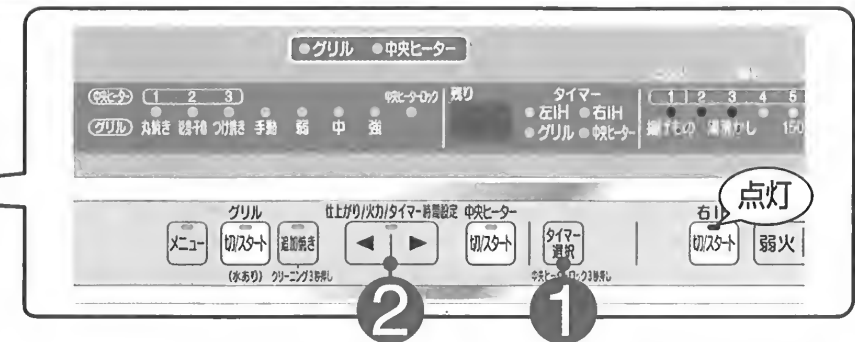 グリル 中央ヒーター
中央ヒーター 1 2 3 中央ヒーターロック 残り タイマー 1 2 3 4 5
左IH 右IH
グリル 丸焼き 姿焼・干物 つけ焼き 手動 弱 中 強 グリル 中央ヒーター 揚げもの 湯沸かし 150
点灯
グリル 仕上がり/火力/タイマー時間設定 中央ヒーター 右IH
メニュー 切/スタート 追加焼き ◀ ▶ 切/スタート タイマー選択 切/スタート 弱火
(水あり) クリーニング3秒押し 中央ヒーターロック3秒押し
2 1